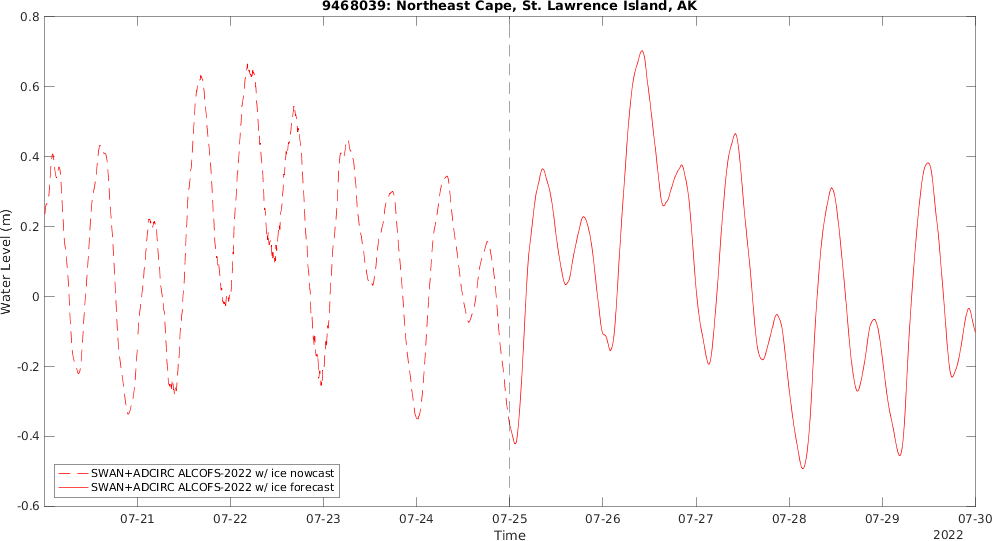 9468039: Northeast Cape, St. Lawrence Island, AK
0.8
0.6
0.4
0.2
0
-0.2
-0.4
-0.6
Water Level (m)
SWAN+ADCIRC ALCOFS-2022 w/ ice nowcast
SWAN+ADCIRC ALCOFS-2022 w/ ice forecast
07-21 07-22 07-23 07-24 07-25 07-26 07-27 07-28 07-29 07-30
Time
2022